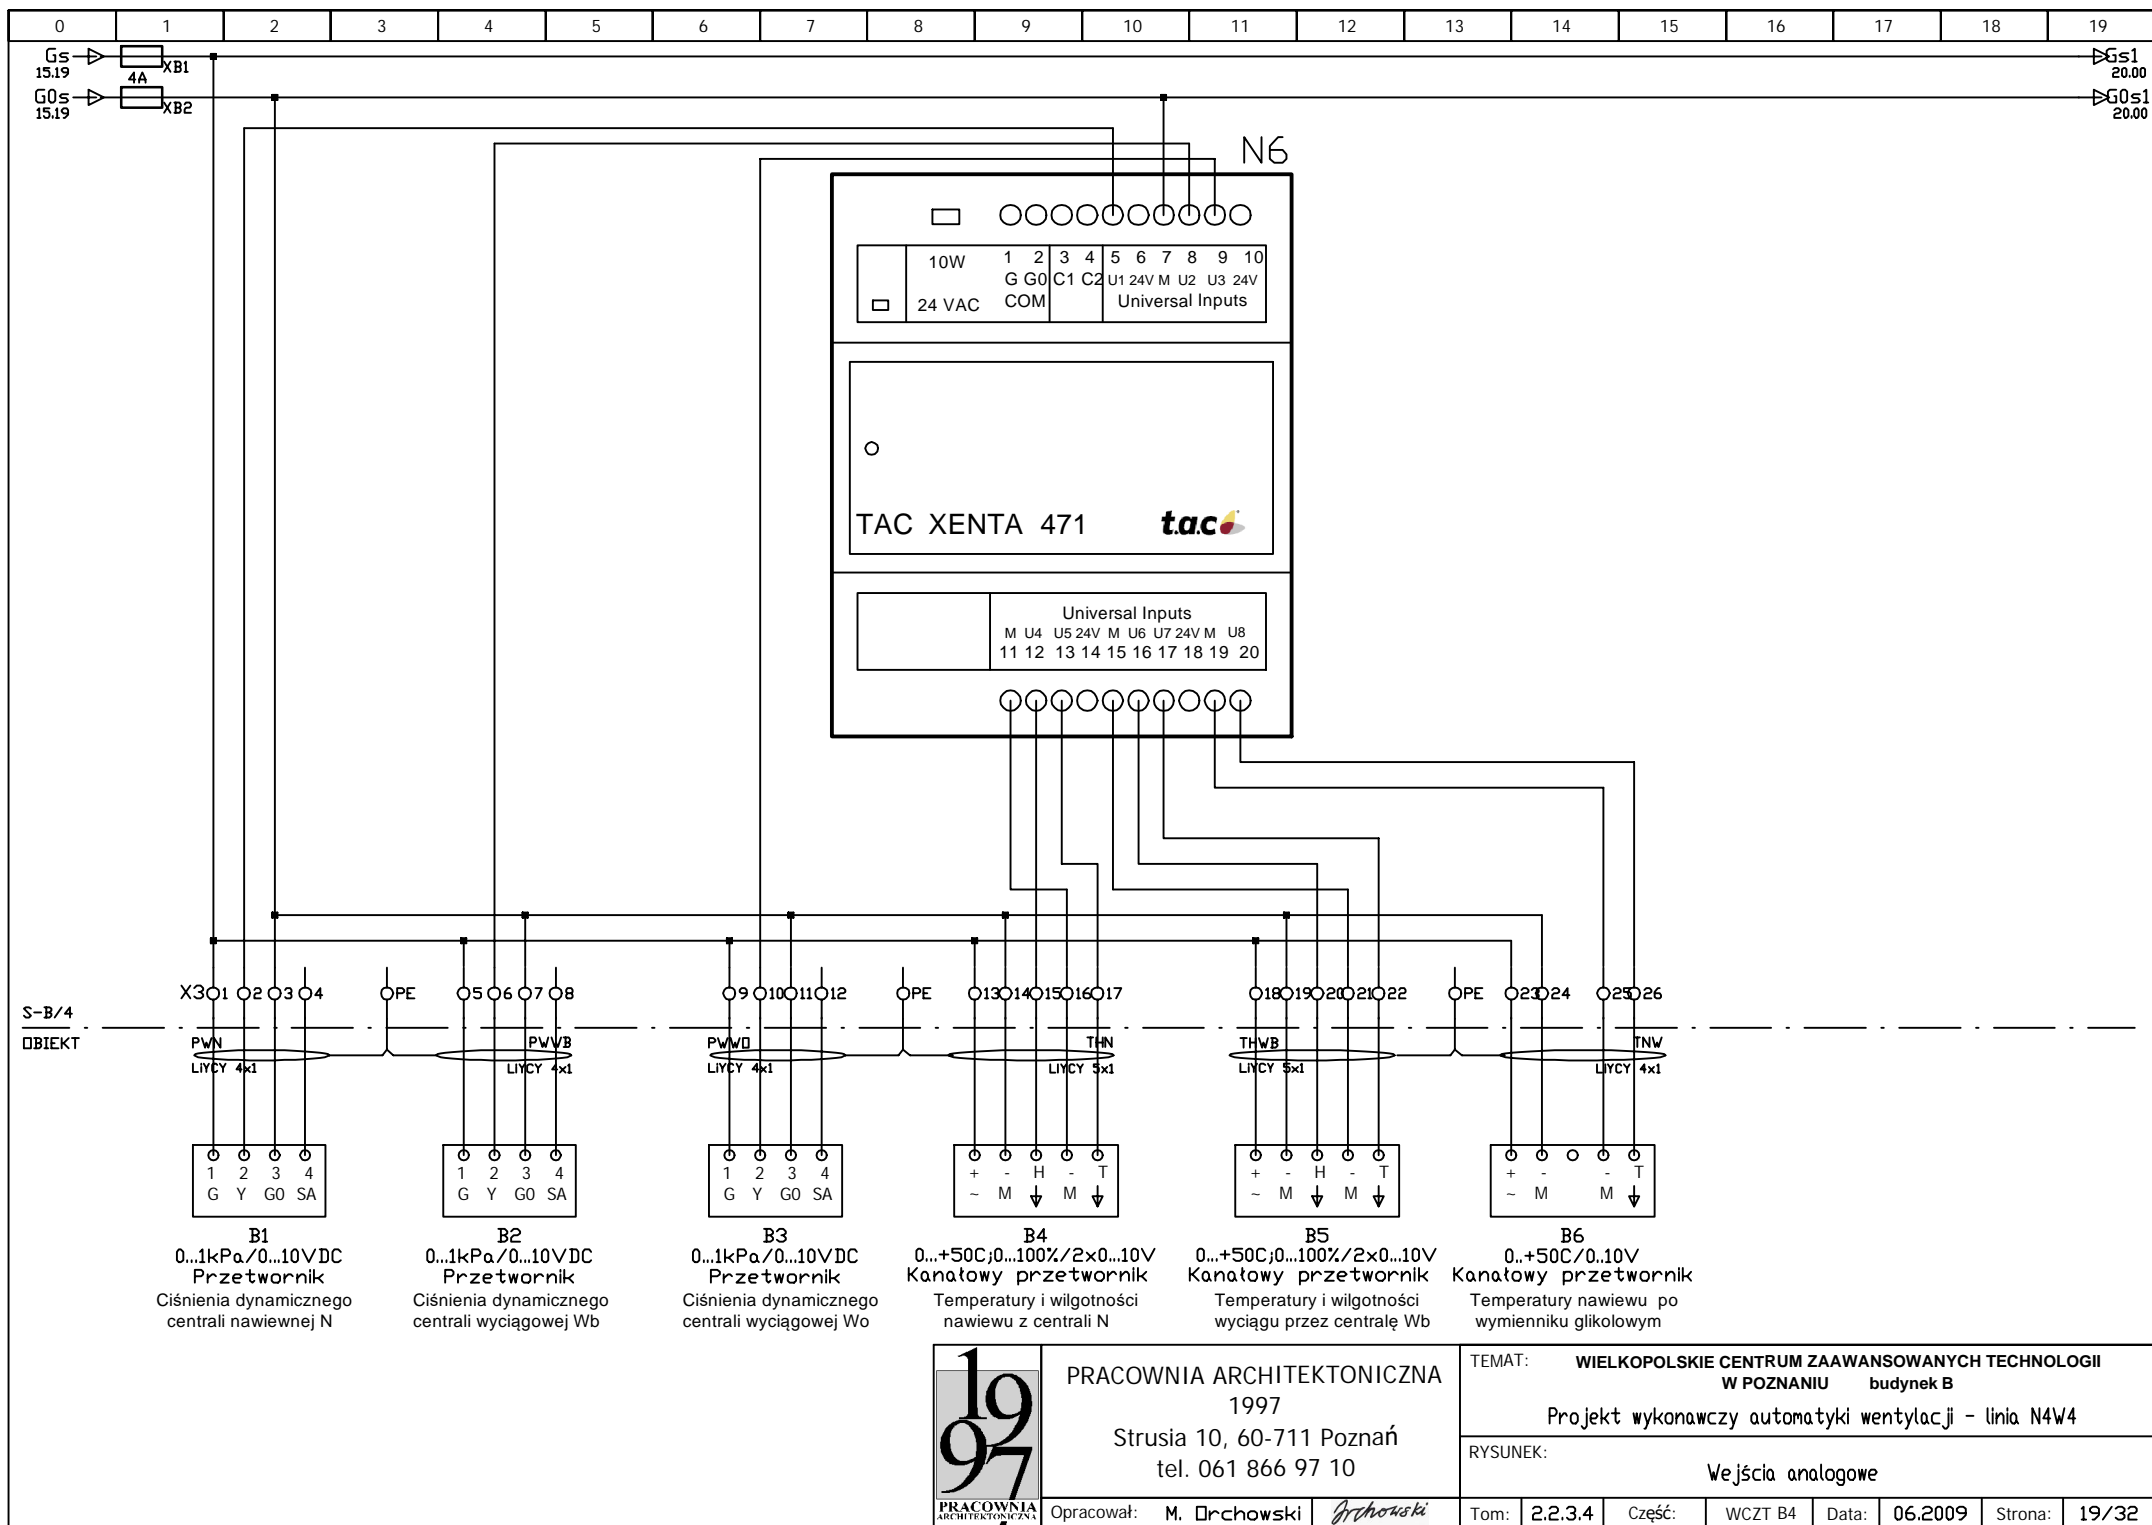 0 1 2 3 4 5 6 7 8 9 10 11 12 13 14 15 16 17 18 19
Gs
15.19
4A
XB1
Gs1
20.00
G0s
15.19
XB2
G0s1
20.00
N6
10W
24 VAC
1 2 3 4 5 6 7 8 9 10
G G0 C1 C2 U1 24V M U2 U3 24V
COM Universal Inputs
TAC XENTA 471
t.a.c
Universal Inputs
M U4 U5 24V M U6 U7 24V M U8
11 12 13 14 15 16 17 18 19 20
X3 1 2 3 4 PE 5 6 7 8 9 10 11 12 PE 13 14 15 16 17 18 19 20 21 22 PE 23 24 25 26
S-B/4
OBIEKT
PWN
LIYCY 4x1
PWWB
LIYCY 4x1
PWWO
LIYCY 4x1
THN
LIYCY 5x1
THWB
LIYCY 5x1
TNW
LIYCY 4x1
1 2 3 4
G Y G0 SA
1 2 3 4
G Y G0 SA
1 2 3 4
G Y G0 SA
+ - H - T
~ M M
+ - H - T
~ M M
+ - - T
~ M M
B1
0...1kPa/0...10VDC
Przetwornik
Ciśnienia dynamicznego
centrali nawiewnej N
B2
0...1kPa/0...10VDC
Przetwornik
Ciśnienia dynamicznego
centrali wyciągowej Wb
B3
0...1kPa/0...10VDC
Przetwornik
Ciśnienia dynamicznego
centrali wyciągowej Wo
B4
0...+50C;0...100%/2x0...10V
Kanałowy przetwornik
Temperatury i wilgotności
nawiewu z centrali N
B5
0...+50C;0...100%/2x0...10V
Kanałowy przetwornik
Temperatury i wilgotności
wyciągu przez centralę Wb
B6
0..+50C/0.10V
Kanałowy przetwornik
Temperatury nawiewu po
wymienniku glikolowym
1997
PRACOWNIA
ARCHITEKTONICZNA
PRACOWNIA ARCHITEKTONICZNA
1997
Strusia 10, 60-711 Poznań
tel. 061 866 97 10
Opracował: M. Orchowski Orchowski
TEMAT: WIELKOPOLSKIE CENTRUM ZAAWANSOWANYCH TECHNOLOGII
W POZNANIU budynek B
Projekt wykonawczy automatyki wentylacji - linia N4W4
RYSUNEK:
Wejścia analogowe
Tom: 2.2.3.4 Część: WCZT B4 Data: 06.2009 Strona: 19/32